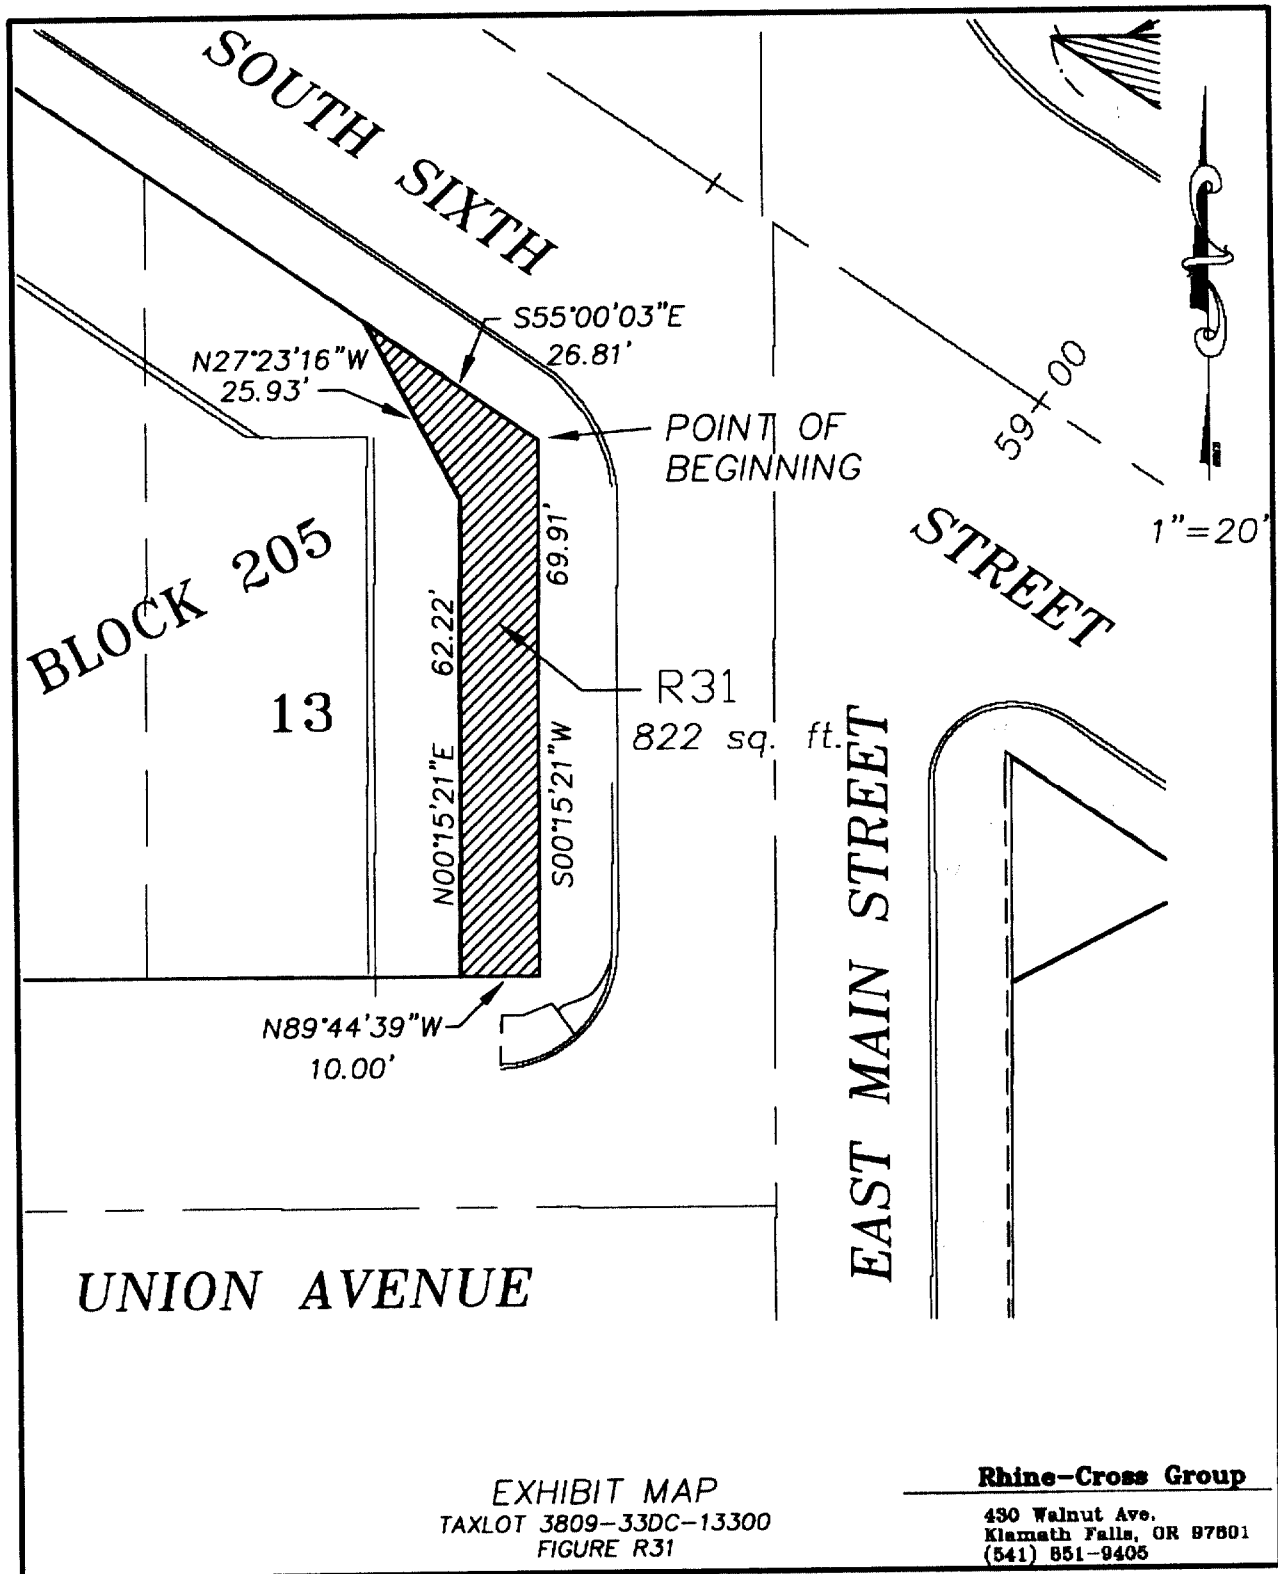 SOUTH SIXTH
S55°00'03"E
26.81'
N27°23'16"W
25.93'
POINT OF
BEGINNING
59+00
1"=20'
STREET
69.91'
BLOCK 205
62.22'
13
R31
822 sq. ft.
N00°15'21"E
S00°15'21"W
EAST MAIN STREET
N89°44'39"W
10.00'
UNION AVENUE
EXHIBIT MAP
TAXLOT 3809-33DC-13300
FIGURE R31
Rhine-Cross Group
430 Walnut Ave.
Klamath Falls, OR 97601
(541) 851-9405